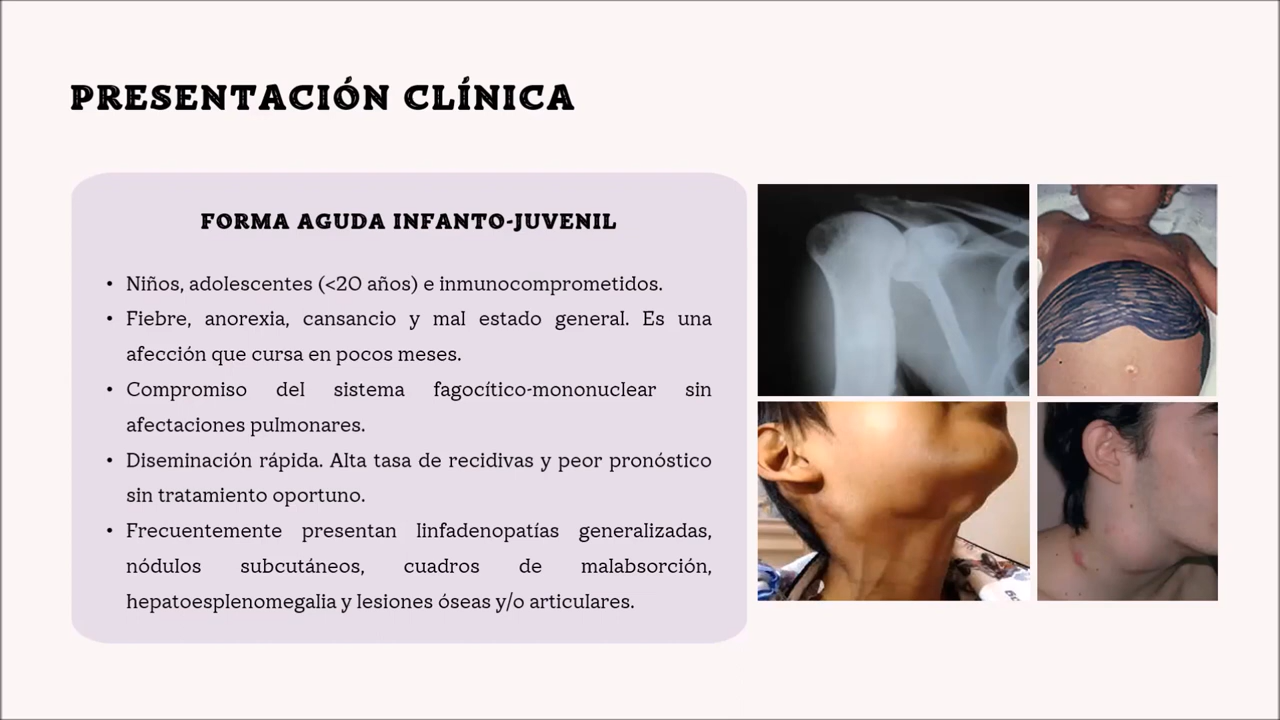 PRESENTACIÓN CLÍNICA
FORMA AGUDA INFANTO-JUVENIL
• Niños, adolescentes (<20 años) e inmunocomprometidos.
• Fiebre, anorexia, cansancio y mal estado general. Es una
afección que cursa en pocos meses.
• Compromiso del sistema fagocítico-mononuclear sin
afectaciones pulmonares.
• Diseminación rápida. Alta tasa de recidivas y peor pronóstico
sin tratamiento oportuno.
• Frecuentemente presentan linfadenopatías generalizadas,
nódulos subcutáneos, cuadros de malabsorción,
hepatoesplenomegalia y lesiones óseas y/o articulares.